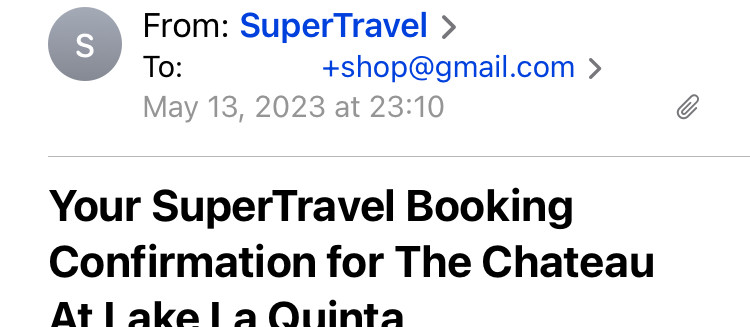 S
From: SuperTravel >
To: +shop@gmail.com >
May 13, 2023 at 23:10
Your SuperTravel Booking
Confirmation for The Chateau
At Lake La Quinta